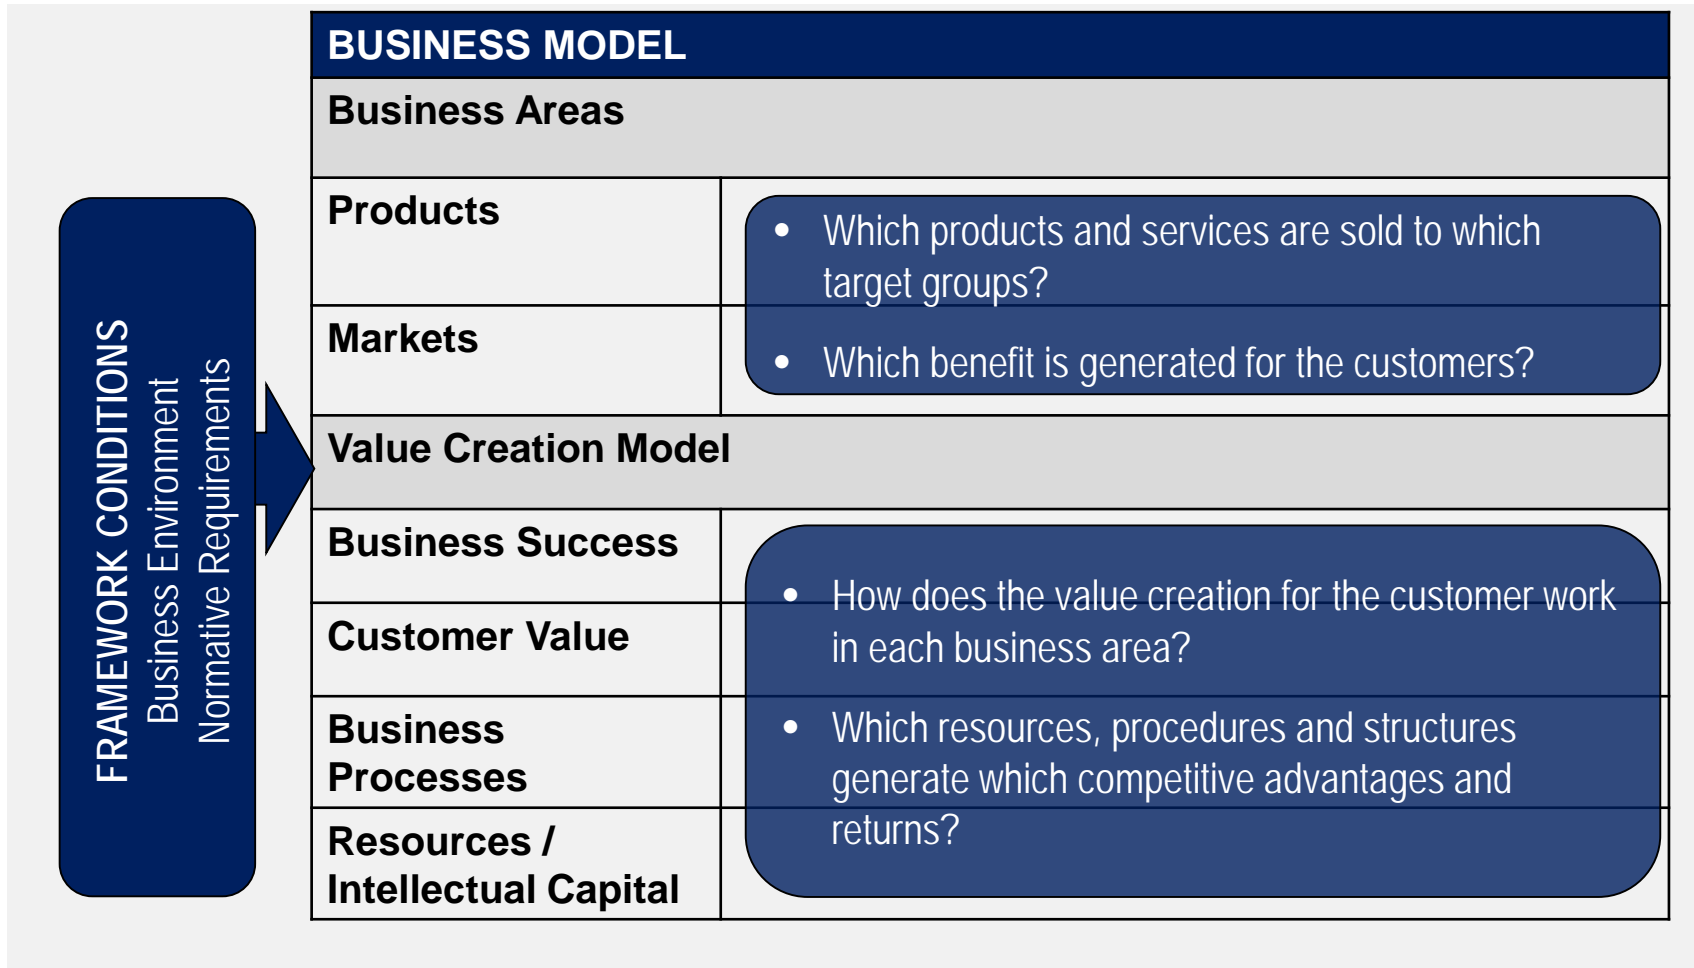 BUSINESS MODEL
Business Areas
Products
• Which products and services are sold to which
target groups?
Markets
• Which benefit is generated for the customers?
Value Creation Model
Business Success
Customer Value
Business
Processes
Resources /
Intellectual Capital
• How does the value creation for the customer work
in each business area?
• Which resources, procedures and structures
generate which competitive advantages and
returns?
FRAMEWORK CONDITIONS
Business Environment
Normative Requirements